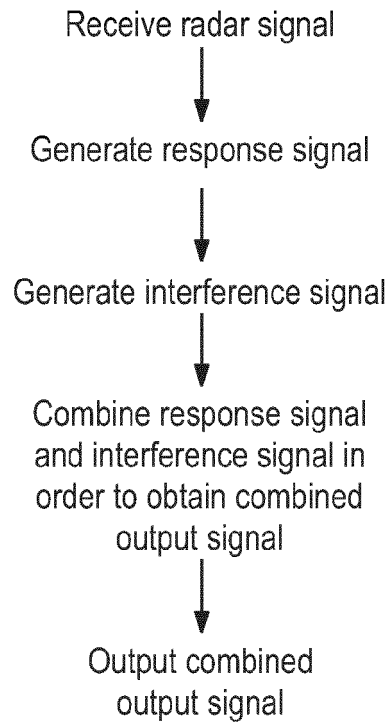 Receive radar signal
Generate response signal
Generate interference signal
Combine response signal
and interference signal in
order to obtain combined
output signal
Output combined
output signal